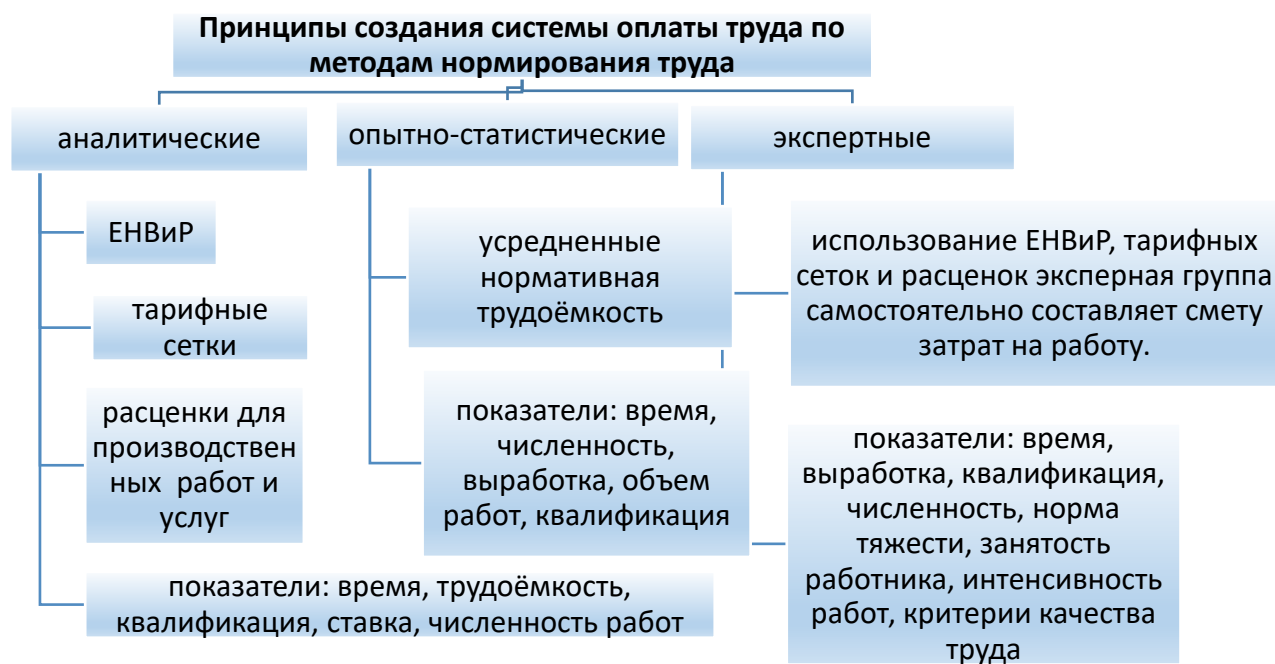 Принципы создания системы оплаты труда по
методам нормирования труда
аналитические
ЕНВиР
тарифные
сетки
расценки для
производствен
ных работ и
услуг
показатели: время, трудоёмкость,
квалификация, ставка, численность работ
опытно-статистические
усредненные
нормативная
трудоёмкость
показатели: время,
численность,
выработка, объем
работ, квалификация
экспертные
использование ЕНВиР, тарифных
сеток и расценок эксперная группа
самостоятельно составляет смету
затрат на работу.
показатели: время,
выработка, квалификация,
численность, норма
тяжести, занятость
работника, интенсивность
работ, критерии качества
труда